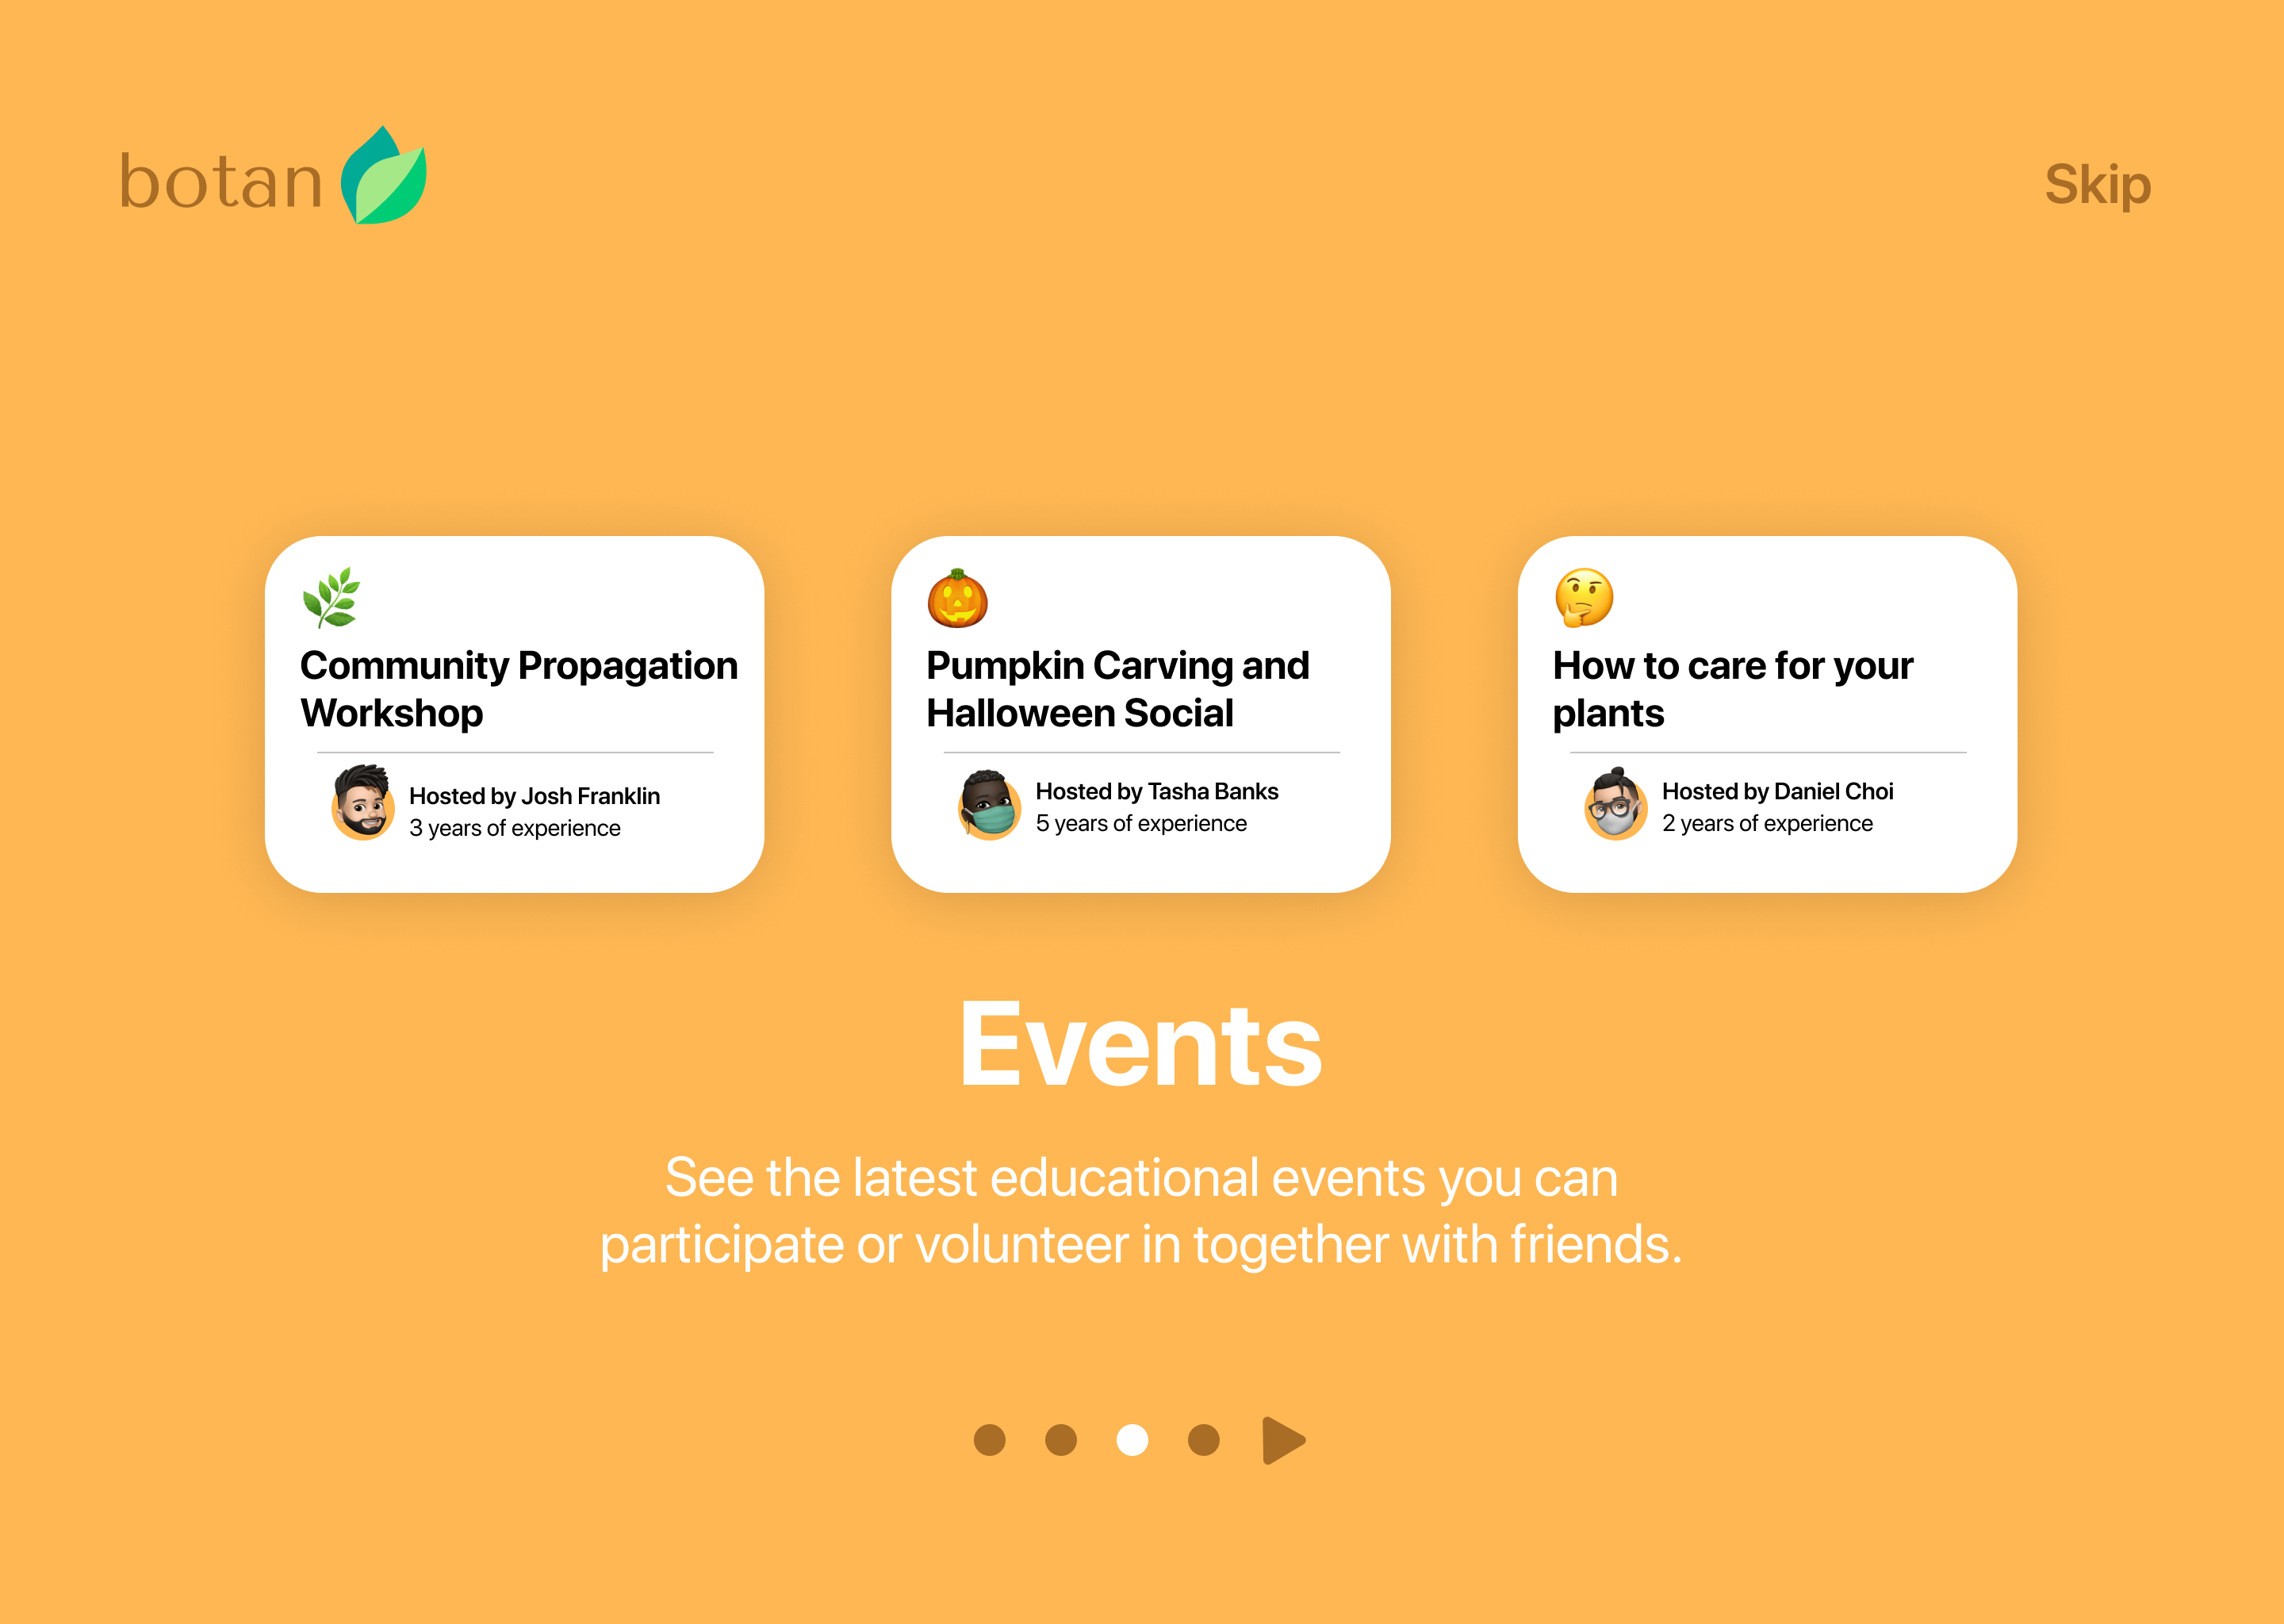 botan
Skip
Community Propagation
Workshop
Hosted by Josh Franklin
3 years of experience
Pumpkin Carving and
Halloween Social
Hosted by Tasha Banks
5 years of experience
How to care for your
plants
Hosted by Daniel Choi
2 years of experience
Events
See the latest educational events you can
participate or volunteer in together with friends.